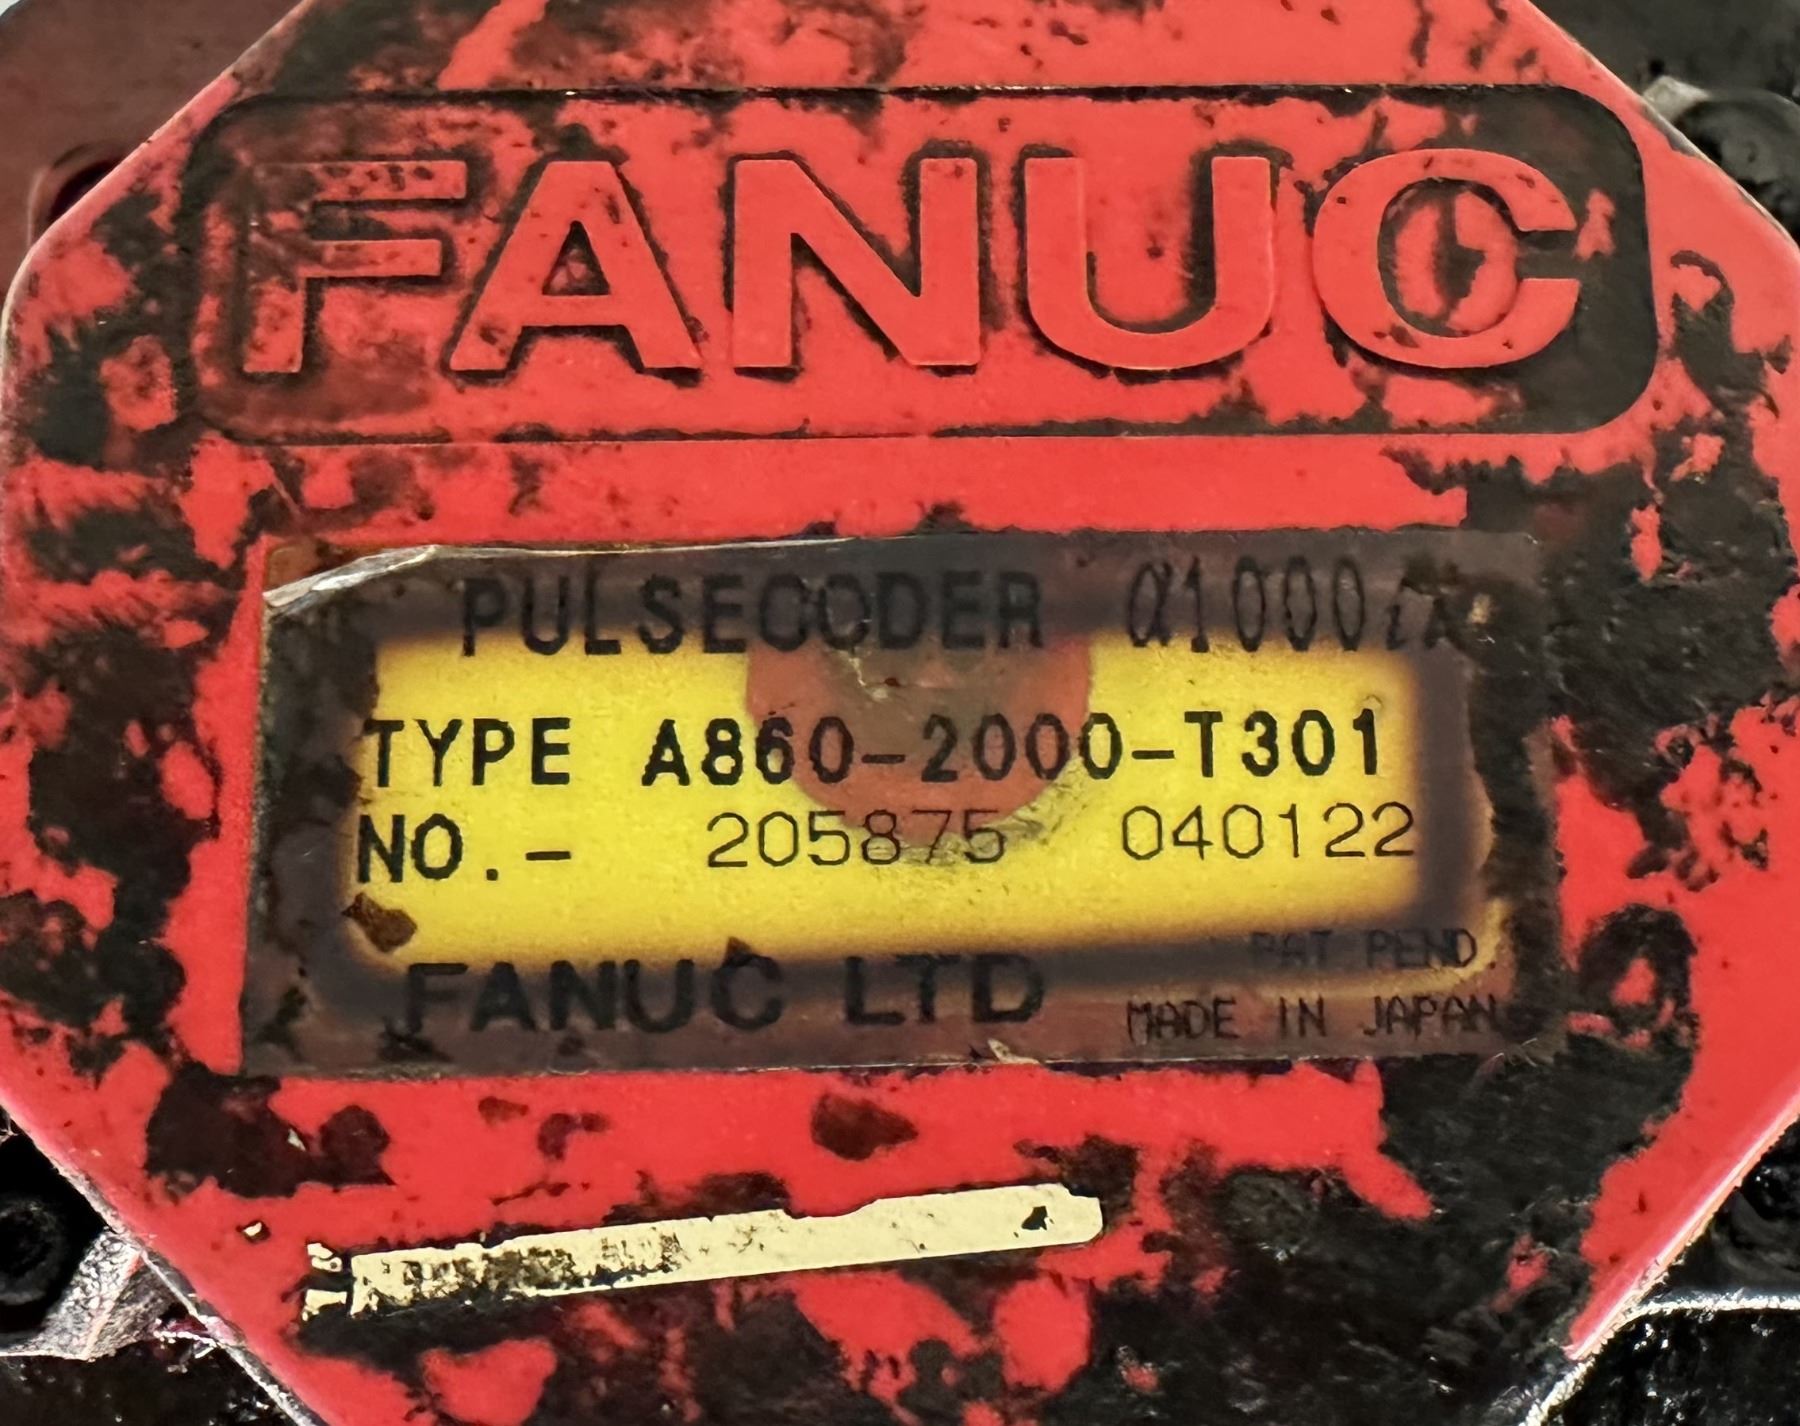 FANUC
PULSECODER α1000iA
TYPE A860-2000-T301
NO.- 205875 040122
PAT PEND.
FANUC LTD
MADE IN JAPAN